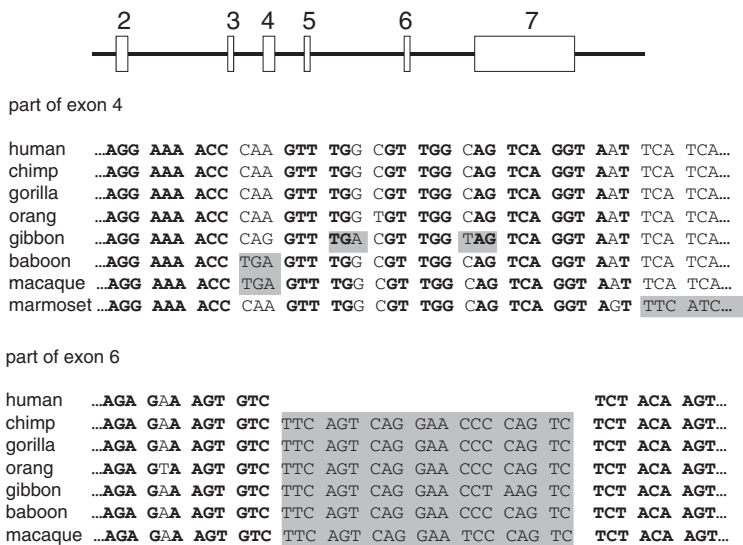 2 3 4 5 6 7
part of exon 4
human ...AGG AAA ACC CAA GTT TGG CGT TGG CAG TCA GGT AAT TCA TCA...
chimp ...AGG AAA ACC CAA GTT TGG CGT TGG CAG TCA GGT AAT TCA TCA...
gorilla ...AGG AAA ACC CAA GTT TGG CGT TGG CAG TCA GGT AAT TCA TCA...
orang ...AGG AAA ACC CAA GTT TGG TGT TGG CAG TCA GGT AAT TCA TCA...
gibbon ...AGG AAA ACC CAG GTT TGA CGT TGG TAG TCA GGT AAT TCA TCA...
baboon ...AGG AAA ACC TGA GTT TGG CGT TGG CAG TCA GGT AAT TCA TCA...
macaque ...AGG AAA ACC TGA GTT TGG CGT TGG CAG TCA GGT AAT TCA TCA...
marmoset ...AGG AAA ACC CAA GTT TGG CGT TGG CAG TCA GGT AGT TTC ATC...
part of exon 6
human ...AGA GAA AGT GTC TCT ACA AGT...
chimp ...AGA GAA AGT GTC TTC AGT CAG GAA CCC CAG TC TCT ACA AGT...
gorilla ...AGA GAA AGT GTC TTC AGT CAG GAA CCC CAG TC TCT ACA AGT...
orang ...AGA GTA AGT GTC TTC AGT CAG GAA CCC CAG TC TCT ACA AGT...
gibbon ...AGA GAA AGT GTC TTC AGT CAG GAA CCT AAG TC TCT ACA AGT...
baboon ...AGA GAA AGT GTC TTC AGT CAG GAA CCC CAG TC TCT ACA AGT...
macaque ...AGA GAA AGT GTC TTC AGT CAG GAA TCC CAG TC TCT ACA AGT...